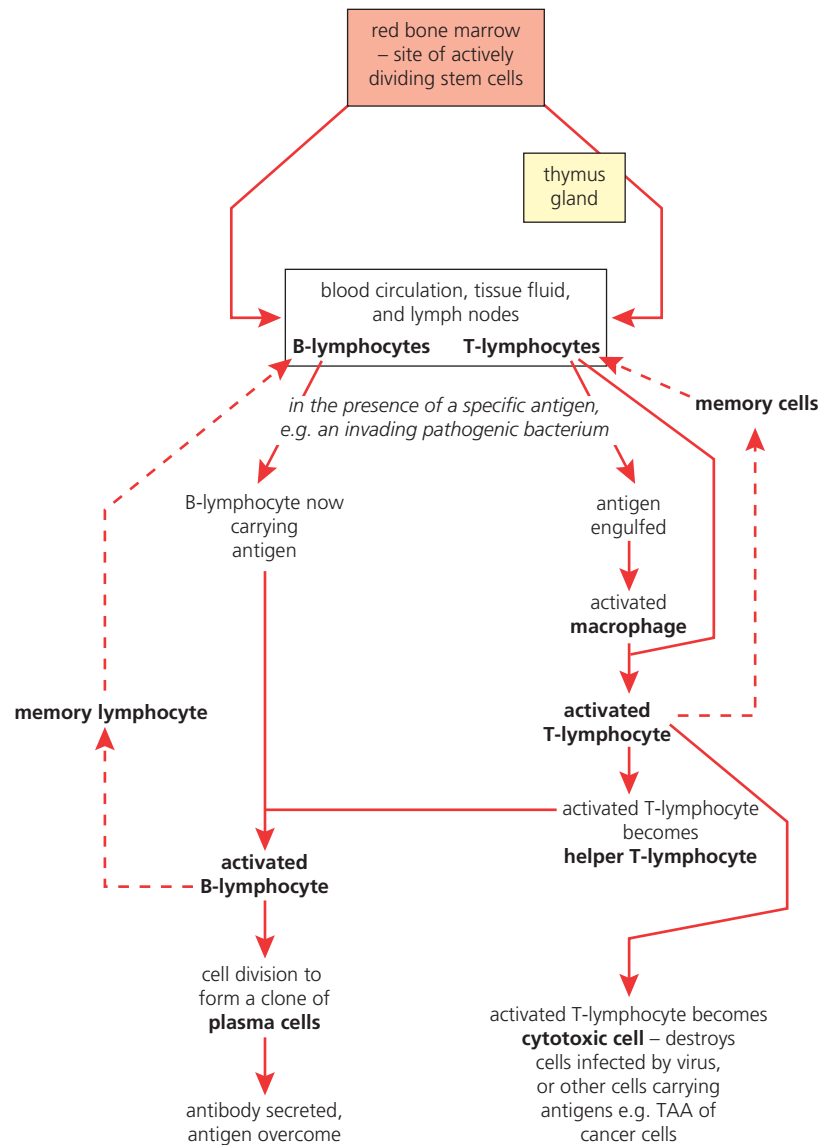 red bone marrow
– site of actively
dividing stem cells
thymus
gland
blood circulation, tissue fluid,
and lymph nodes
B-lymphocytes T-lymphocytes
in the presence of a specific antigen,
e.g. an invading pathogenic bacterium
memory cells
B-lymphocyte now
carrying
antigen
antigen
engulfed
activated
macrophage
memory lymphocyte
activated
T-lymphocyte
activated T-lymphocyte
becomes
helper T-lymphocyte
activated
B-lymphocyte
cell division to
form a clone of
plasma cells
antibody secreted,
antigen overcome
activated T-lymphocyte becomes
cytotoxic cell – destroys
cells infected by virus,
or other cells carrying
antigens e.g. TAA of
cancer cells